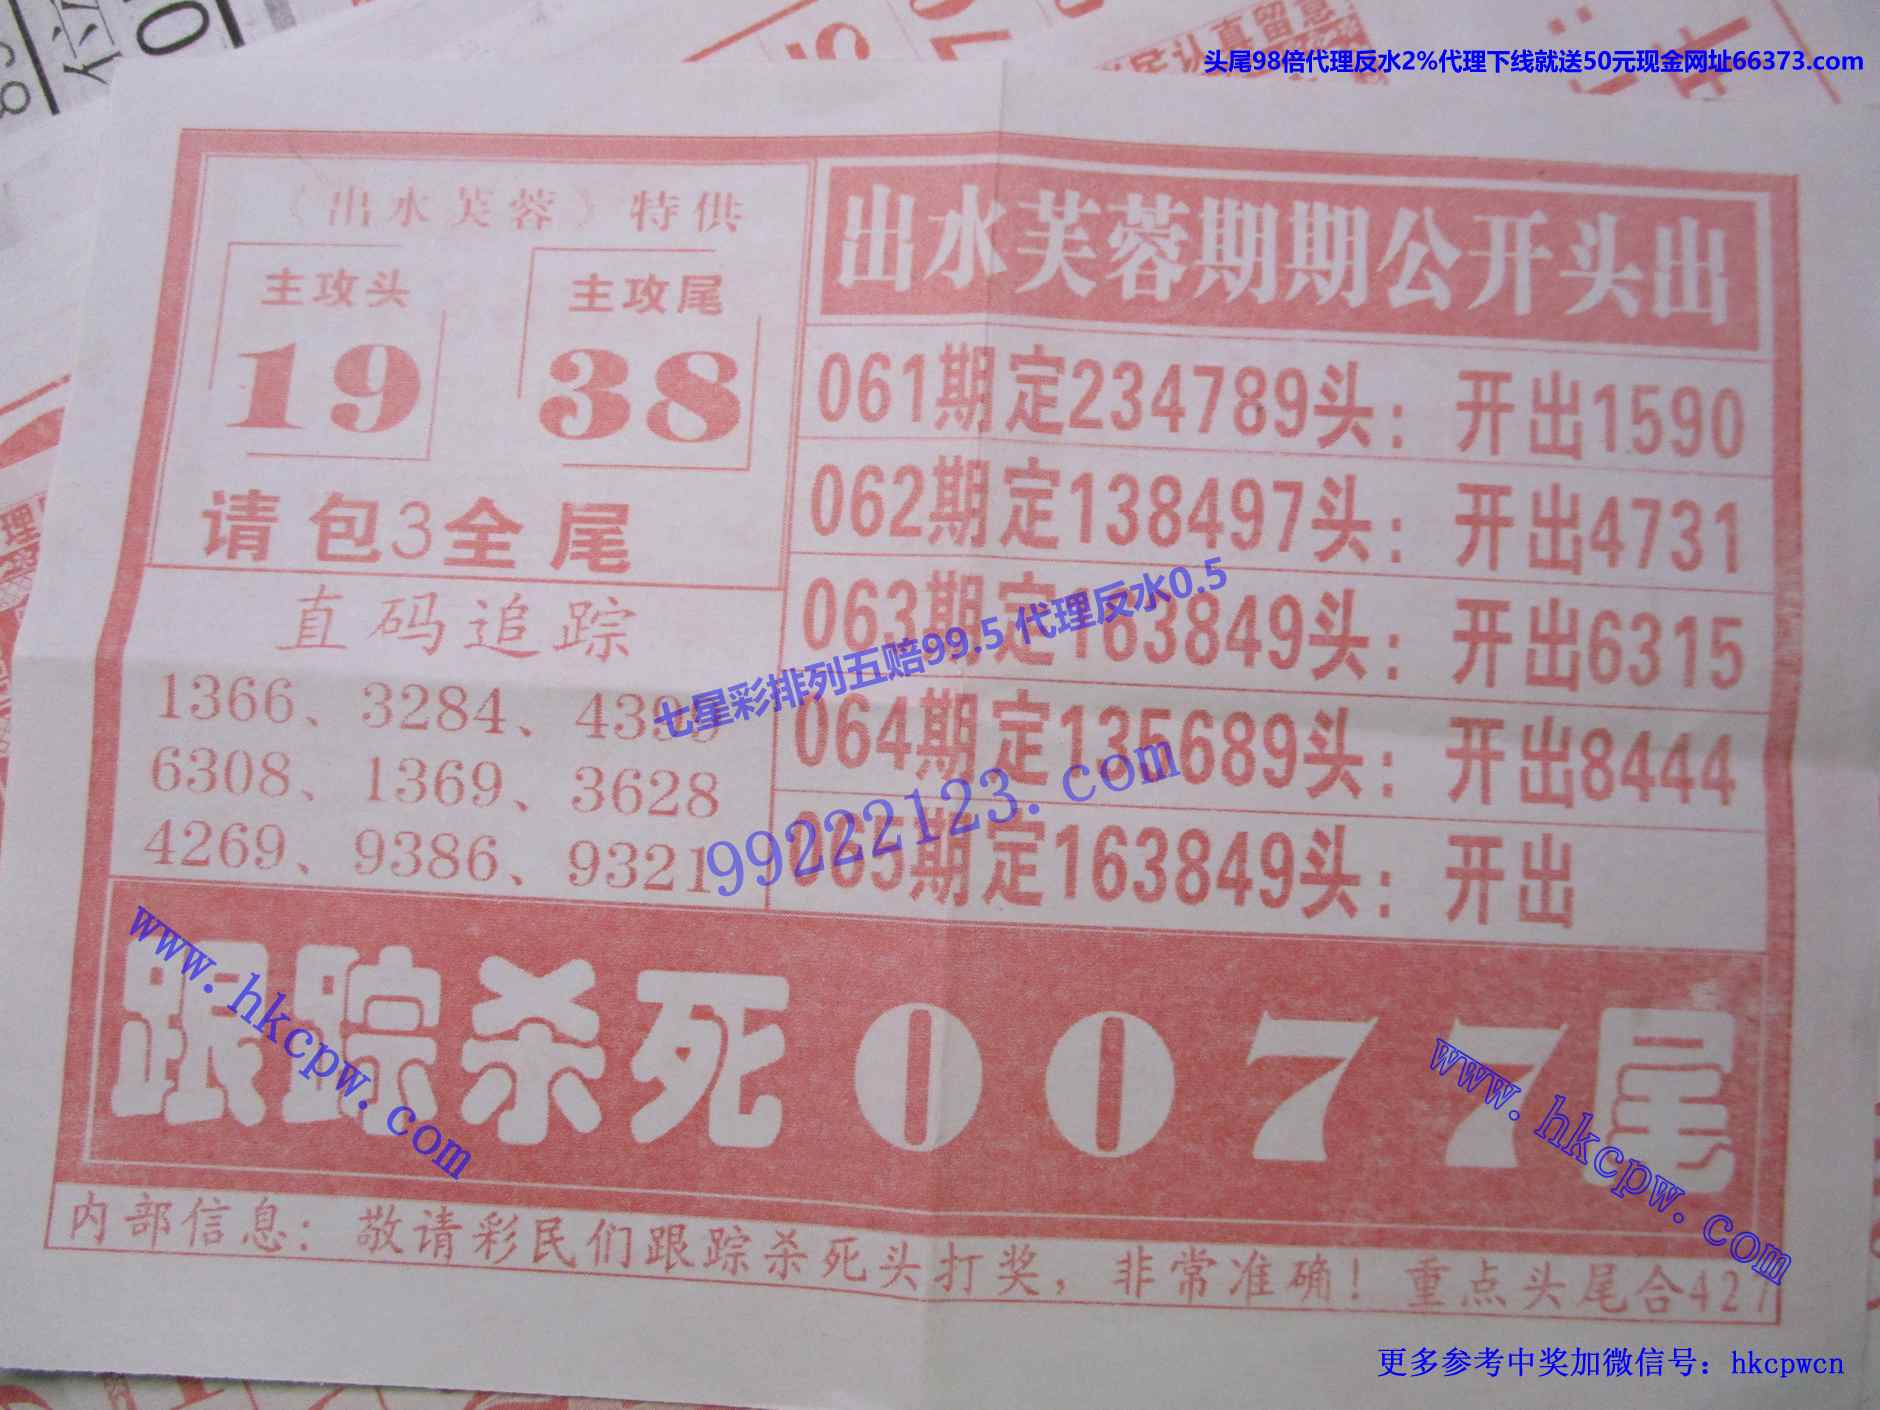 头尾98倍代理反水2%代理下线就送50元现金网址66373.com
《出水芙蓉》特供
主攻头
主攻尾
19
38
请包3全尾
直码追踪
1366、3284、439
6308、1369、3628
4269、9386、9321
出水芙蓉期期公开头出
061期定234789头：开出1590
062期定138497头：开出4731
063期定163849头：开出6315
064期定135689头：开出8444
065期定163849头：开出
七星彩排列五赔99.5 代理反水0.5
99222123.com
跟踪杀死0077尾
www.hkcpw.com
www.hkcpw.com
内部信息：敬请彩民们跟踪杀死头打奖，非常准确！重点头尾合427
更多参考中奖加微信号：hkcpwcn